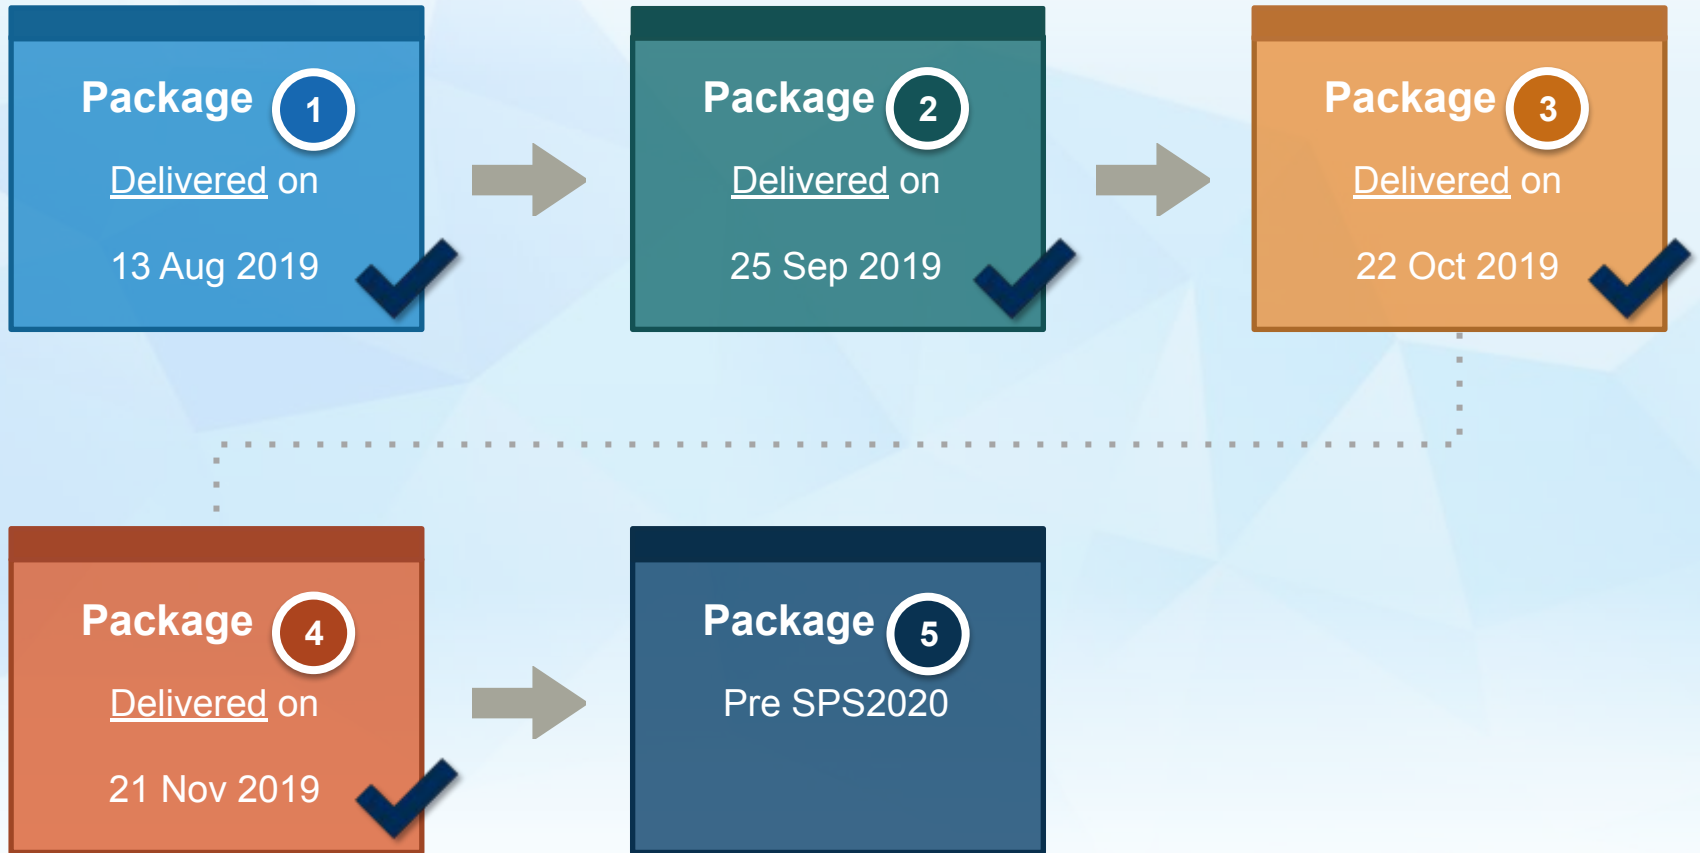 Package 1
Delivered on
13 Aug 2019
Package 2
Delivered on
25 Sep 2019
Package 3
Delivered on
22 Oct 2019
Package 4
Delivered on
21 Nov 2019
Package 5
Pre SPS2020